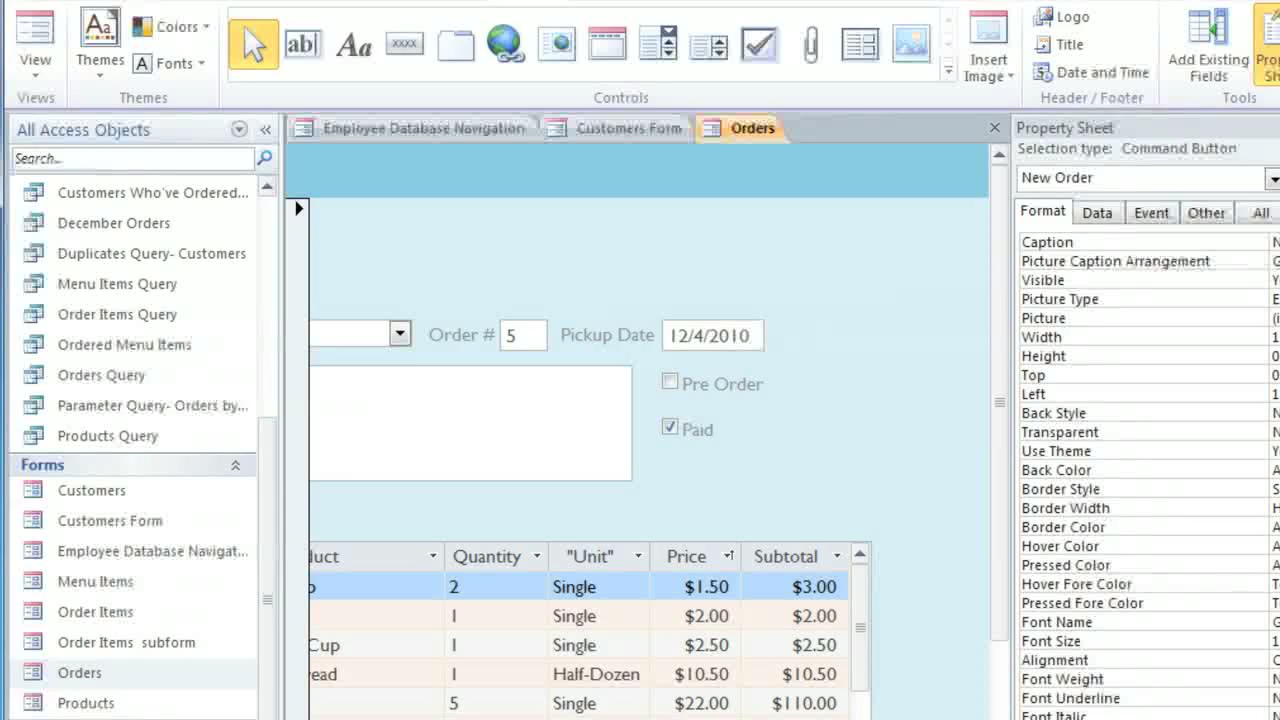 View
Views
Themes
Colors
Fonts
Themes
ab
Aa
xxxx
Controls
Insert
Image
Logo
Title
Date and Time
Header / Footer
Add Existing
Fields
Tools
All Access Objects
Search...
Customers Who've Ordered...
December Orders
Duplicates Query- Customers
Menu Items Query
Order Items Query
Ordered Menu Items
Orders Query
Parameter Query- Orders by...
Products Query
Forms
Customers
Customers Form
Employee Database Navigat...
Menu Items
Order Items
Order Items subform
Orders
Products
Employee Database Navigation
Customers Form
Orders
Order # 5 Pickup Date 12/4/2010
Pre Order
Paid
Quantity "Unit" Price Subtotal
2 Single $1.50 $3.00
1 Single $2.00 $2.00
Cup 1 Single $2.50 $2.50
1 Half-Dozen $10.50 $10.50
5 Single $22.00 $110.00
Property Sheet
Selection type: Command Button
New Order
Format Data Event Other All
Caption
Picture Caption Arrangement
Visible
Picture Type
Picture
Width
Height
Top
Left
Back Style
Transparent
Use Theme
Back Color
Border Style
Border Width
Border Color
Hover Color
Pressed Color
Hover Fore Color
Pressed Fore Color
Font Name
Font Size
Alignment
Font Weight
Font Underline
Font Italic